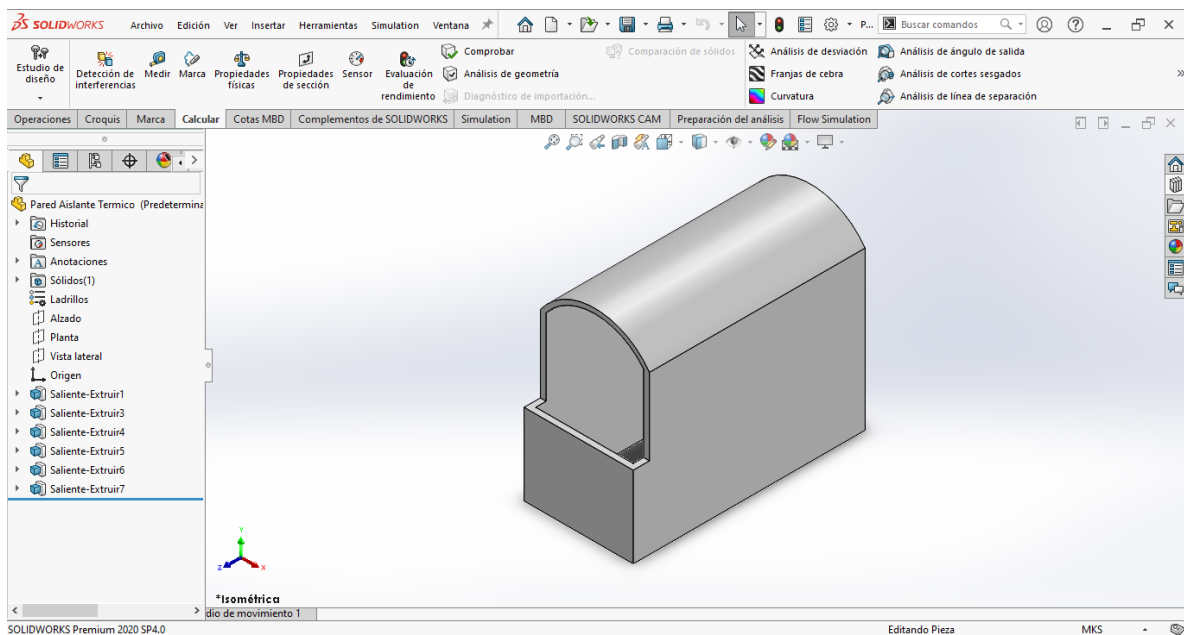 SOLIDWORKS Archivo Edición Ver Insertar Herramientas Simulation Ventana P... Buscar comandos
Estudio de diseño
Detección de interferencias
Medir
Marca
Propiedades físicas
Propiedades de sección
Sensor
Evaluación de rendimiento
Comprobar
Análisis de geometría
Diagnóstico de importación...
Comparación de sólidos
Análisis de desviación
Franjas de cebra
Curvatura
Análisis de ángulo de salida
Análisis de cortes sesgados
Análisis de línea de separación
Operaciones Croquis Marca Calcular Cotas MBD Complementos de SOLIDWORKS Simulation MBD SOLIDWORKS CAM Preparación del análisis Flow Simulation
Pared Aislante Termico (Predetermina
Historial
Sensores
Anotaciones
Sólidos(1)
Ladrillos
Alzado
Planta
Vista lateral
Origen
Saliente-Extruir1
Saliente-Extruir3
Saliente-Extruir4
Saliente-Extruir5
Saliente-Extruir6
Saliente-Extruir7
Y
Z X
*Isométrica
dio de movimiento 1
SOLIDWORKS Premium 2020 SP4.0 Editando Pieza MKS